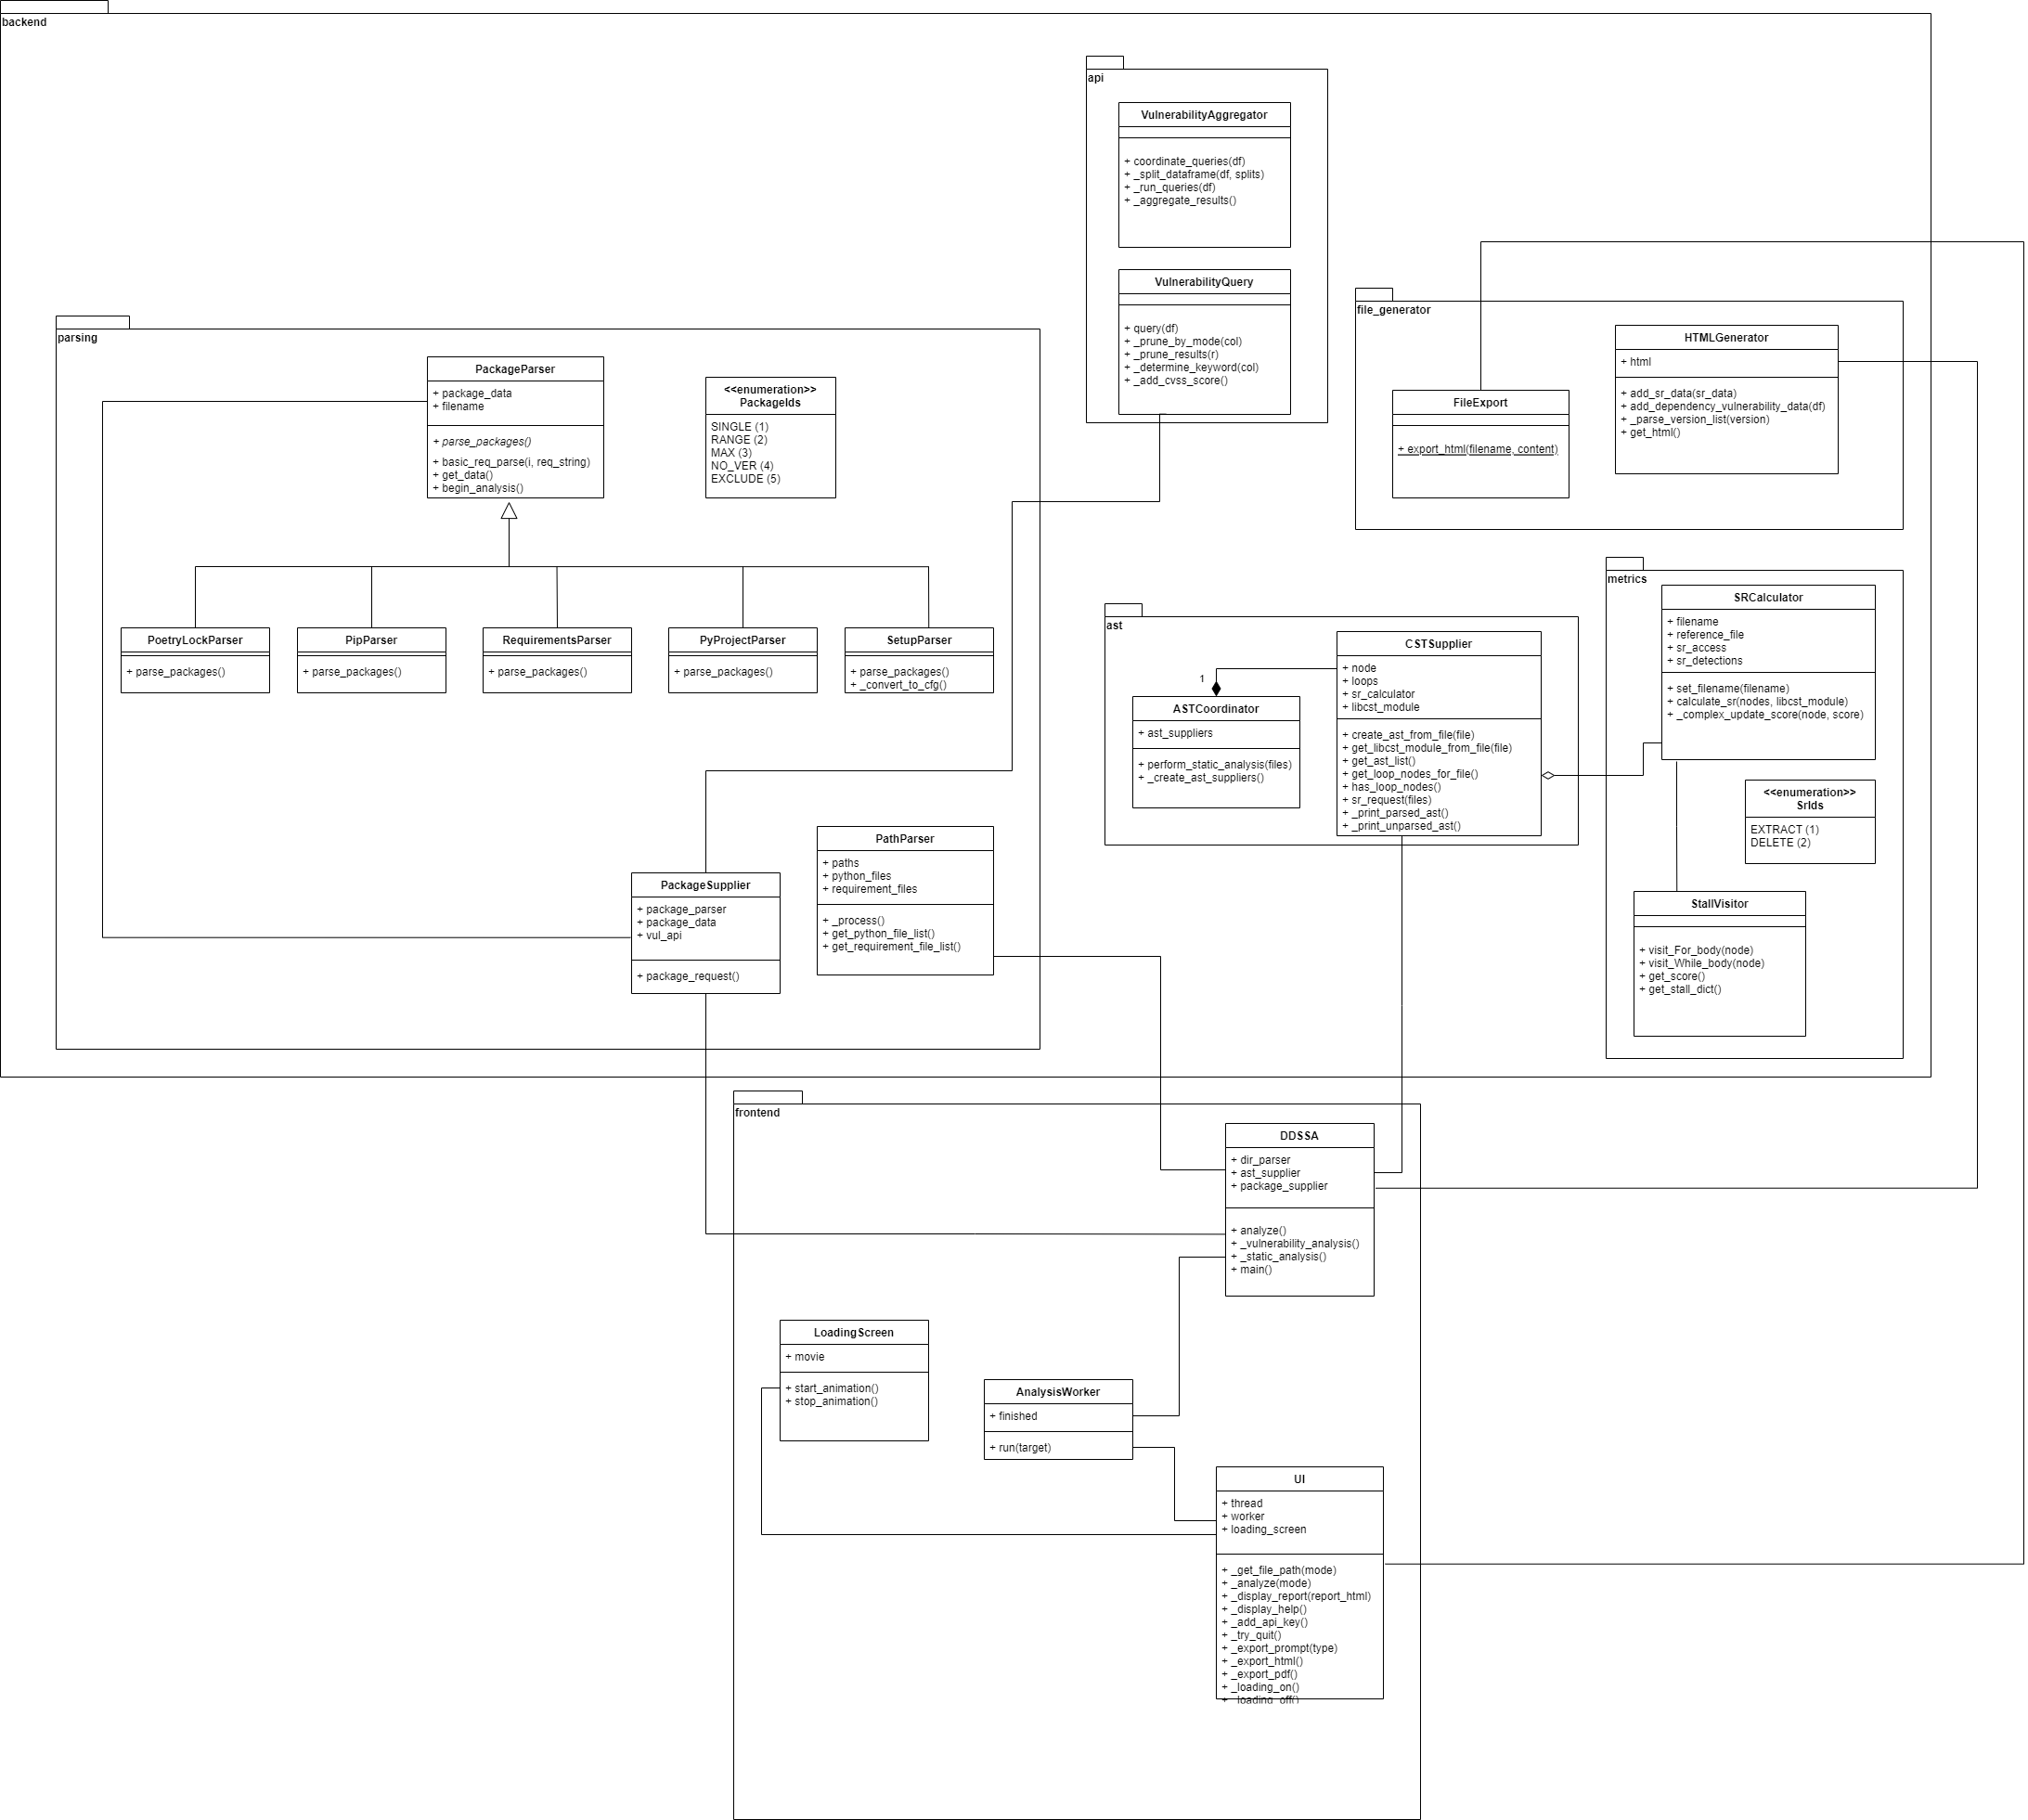 backend
api
VulnerabilityAggregator
+ coordinate_queries(df)
+ _split_dataframe(df, splits)
+ _run_queries(df)
+ _aggregate_results()
VulnerabilityQuery
+ query(df)
+ _prune_by_mode(col)
+ _prune_results(r)
+ _determine_keyword(col)
+ _add_cvss_score()
file_generator
HTMLGenerator
+ html
+ add_sr_data(sr_data)
+ add_dependency_vulnerability_data(df)
+ _parse_version_list(version)
+ get_html()
FileExport
+ export_html(filename, content)
parsing
PackageParser
+ package_data
+ filename
+ parse_packages()
+ basic_req_parse(i, req_string)
+ get_data()
+ begin_analysis()
<<enumeration>>
PackageIds
SINGLE (1)
RANGE (2)
MAX (3)
NO_VER (4)
EXCLUDE (5)
PoetryLockParser
+ parse_packages()
PipParser
+ parse_packages()
RequirementsParser
+ parse_packages()
PyProjectParser
+ parse_packages()
SetupParser
+ parse_packages()
+ _convert_to_cfg()
PathParser
+ paths
+ python_files
+ requirement_files
+ _process()
+ get_python_file_list()
+ get_requirement_file_list()
PackageSupplier
+ package_parser
+ package_data
+ vul_api
+ package_request()
ast
CSTSupplier
+ node
+ loops
+ sr_calculator
+ libcst_module
+ create_ast_from_file(file)
+ get_libcst_module_from_file(file)
+ get_ast_list()
+ get_loop_nodes_for_file()
+ has_loop_nodes()
+ sr_request(files)
+ _print_parsed_ast()
+ _print_unparsed_ast()
1
ASTCoordinator
+ ast_suppliers
+ perform_static_analysis(files)
+ _create_ast_suppliers()
metrics
SRCalculator
+ filename
+ reference_file
+ sr_access
+ sr_detections
+ set_filename(filename)
+ calculate_sr(nodes, libcst_module)
+ _complex_update_score(node, score)
<<enumeration>>
SrIds
EXTRACT (1)
DELETE (2)
StallVisitor
+ visit_For_body(node)
+ visit_While_body(node)
+ get_score()
+ get_stall_dict()
frontend
DDSSA
+ dir_parser
+ ast_supplier
+ package_supplier
+ analyze()
+ _vulnerability_analysis()
+ _static_analysis()
+ main()
LoadingScreen
+ movie
+ start_animation()
+ stop_animation()
AnalysisWorker
+ finished
+ run(target)
UI
+ thread
+ worker
+ loading_screen
+ _get_file_path(mode)
+ _analyze(mode)
+ _display_report(report_html)
+ _display_help()
+ _add_api_key()
+ _try_quit()
+ _export_prompt(type)
+ _export_html()
+ _export_pdf()
+ _loading_on()
+ _loading_off()